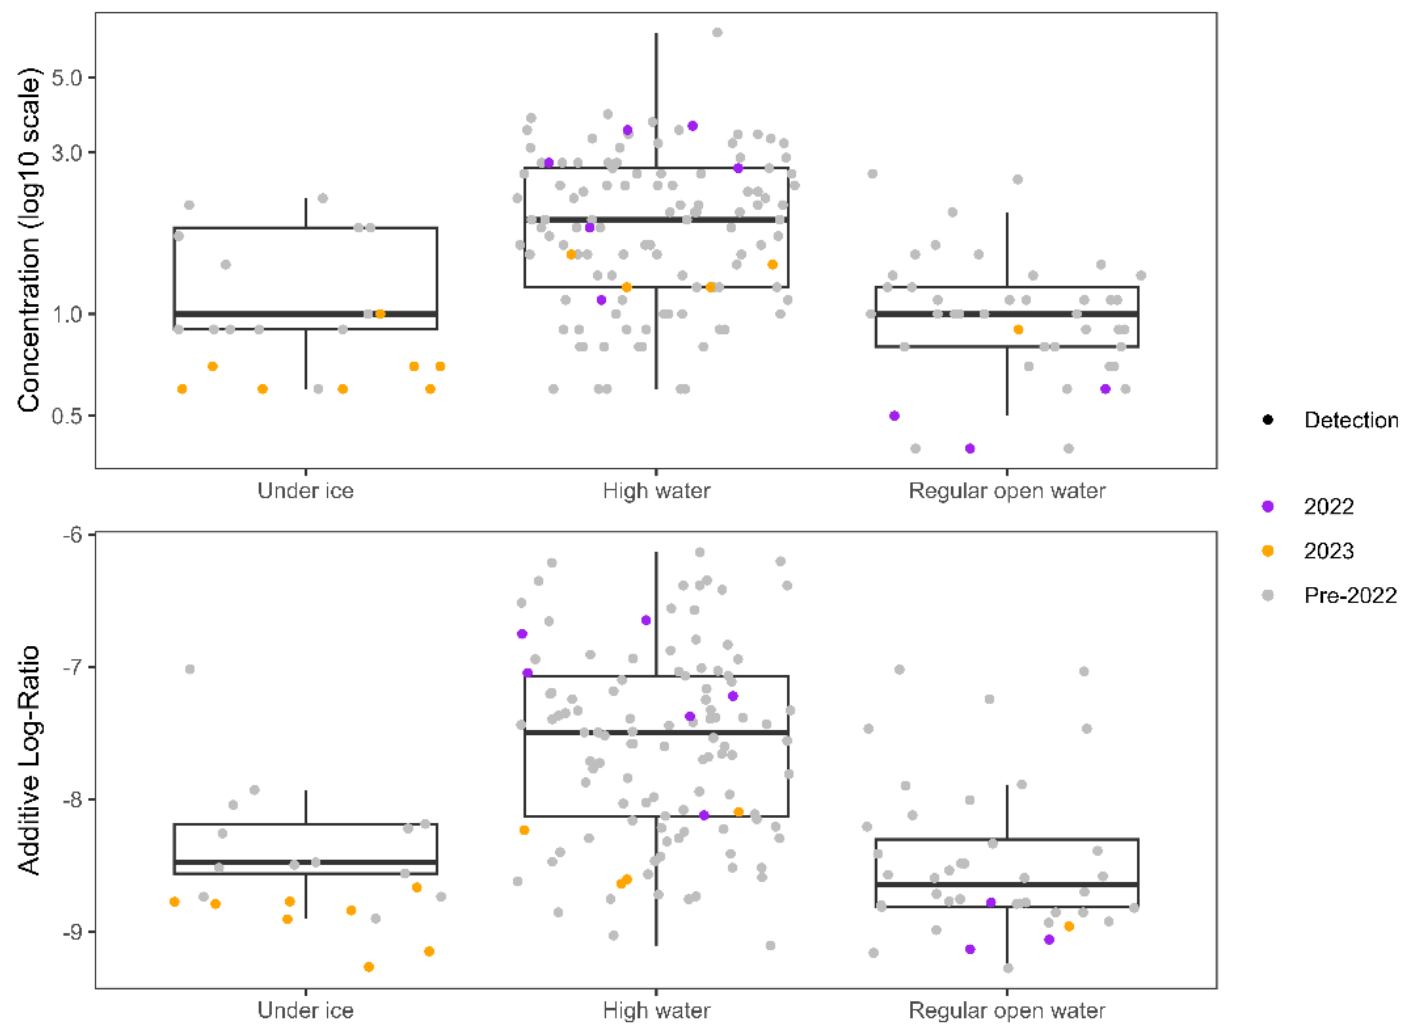 Concentration (log10 scale)
5.0
3.0
1.0
0.5
Under ice
High water
Regular open water
Additive Log-Ratio
-6
-7
-8
-9
Under ice
High water
Regular open water
Detection
2022
2023
Pre-2022